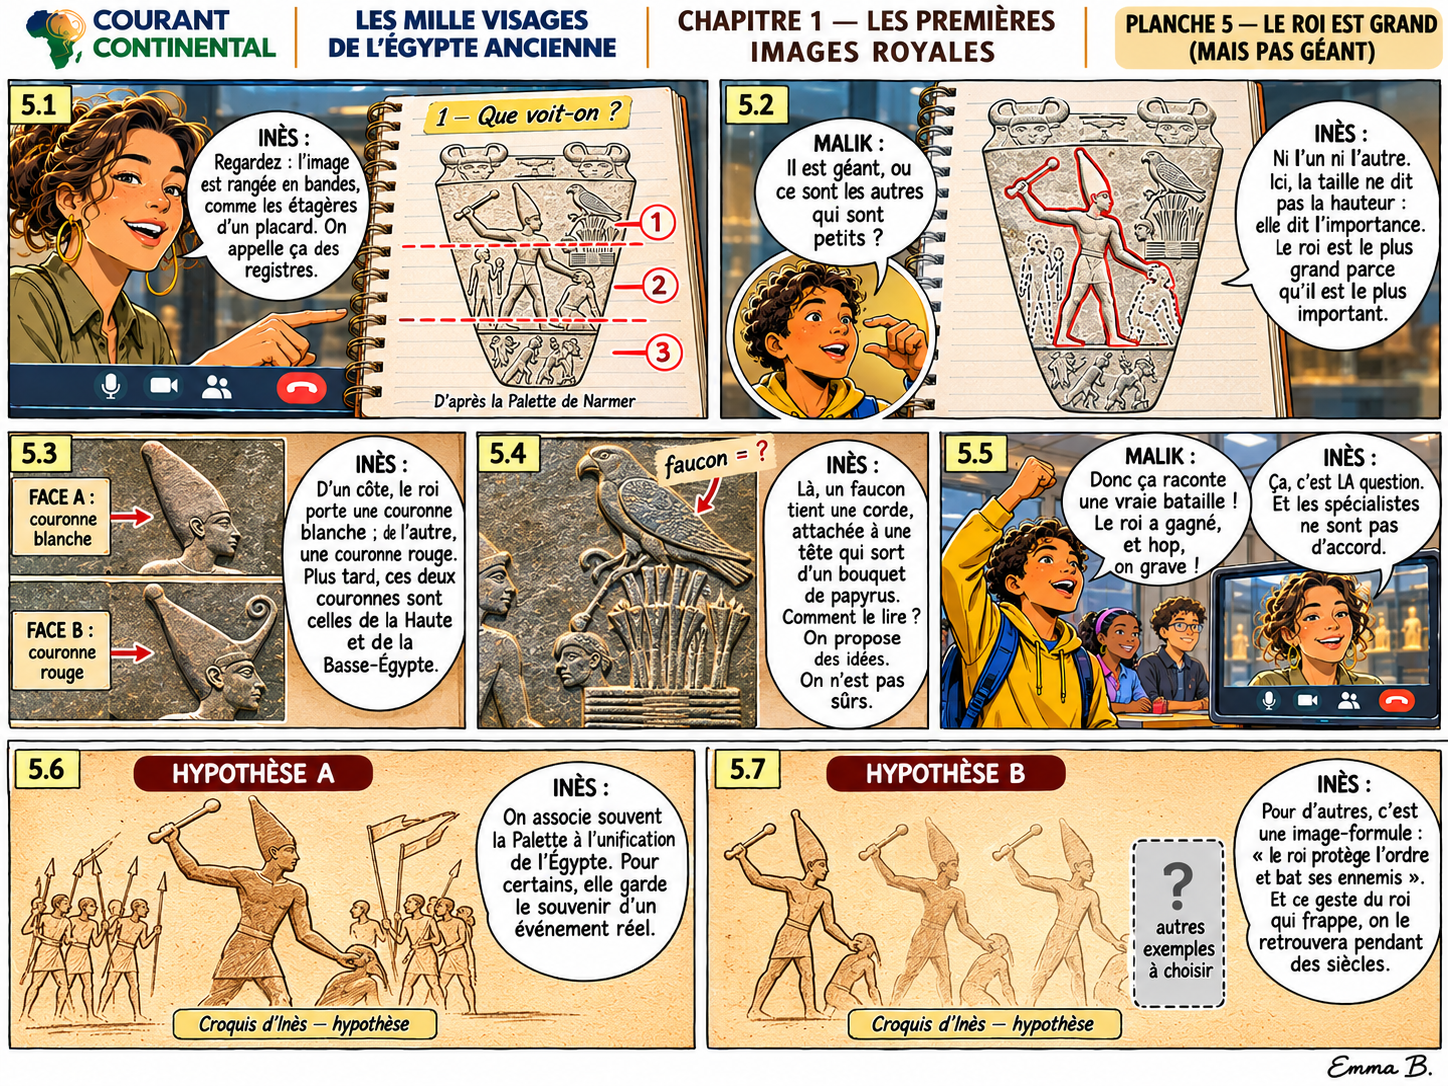 COURANT
CONTINENTAL
LES MILLE VISAGES
DE L'ÉGYPTE ANCIENNE
CHAPITRE 1 — LES PREMIÈRES
IMAGES ROYALES
PLANCHE 5 — LE ROI EST GRAND
(MAIS PAS GÉANT)
5.1
INÈS :
Regardez : l'image
est rangée en bandes,
comme les étagères
d'un placard. On
appelle ça des
registres.
1 — Que voit-on ?
1
2
3
D'après la Palette de Narmer
5.2
MALIK :
Il est géant, ou
ce sont les autres
qui sont
petits ?
INÈS :
Ni l'un ni l'autre.
Ici, la taille ne dit
pas la hauteur :
elle dit l'importance.
Le roi est le plus
grand parce
qu'il est le plus
important.
5.3
FACE A :
couronne
blanche
FACE B :
couronne
rouge
INÈS :
D'un côte, le roi
porte une couronne
blanche ; de l'autre,
une couronne rouge.
Plus tard, ces deux
couronnes sont
celles de la Haute
et de la
Basse-Égypte.
5.4
faucon = ?
INÈS :
Là, un faucon
tient une corde,
attachée à une
tête qui sort
d'un bouquet
de papyrus.
Comment le lire ?
On propose
des idées.
On n'est pas
sûrs.
5.5
MALIK :
Donc ça raconte
une vraie bataille !
Le roi a gagné,
et hop,
on grave !
INÈS :
Ça, c'est LA question.
Et les spécialistes
ne sont pas
d'accord.
5.6
HYPOTHÈSE A
INÈS :
On associe souvent
la Palette à l'unification
de l'Égypte. Pour
certains, elle garde
le souvenir d'un
événement réel.
Croquis d'Inès — hypothèse
5.7
HYPOTHÈSE B
?
autres
exemples
à choisir
INÈS :
Pour d'autres, c'est
une image-formule :
« le roi protège l'ordre
et bat ses ennemis ».
Et ce geste du roi
qui frappe, on le
retrouvera pendant
des siècles.
Croquis d'Inès — hypothèse
Emma B.